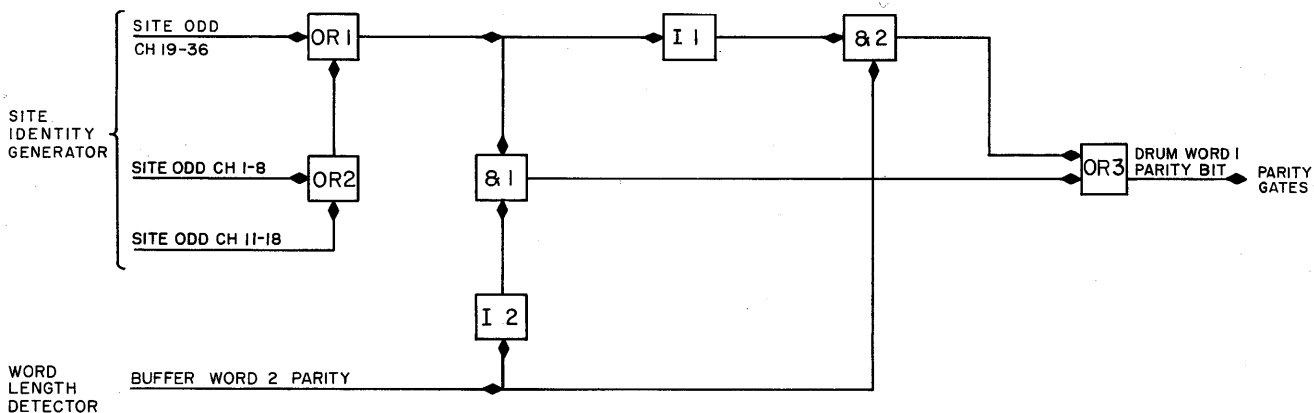 SITE ODD
CH 19-36
OR1
I 1
&2
SITE
IDENTITY
GENERATOR
SITE ODD CH 1-8
OR2
&1
OR3
DRUM WORD 1
PARITY BIT
PARITY
GATES
SITE ODD CH 11-18
I 2
WORD
LENGTH
DETECTOR
BUFFER WORD 2 PARITY